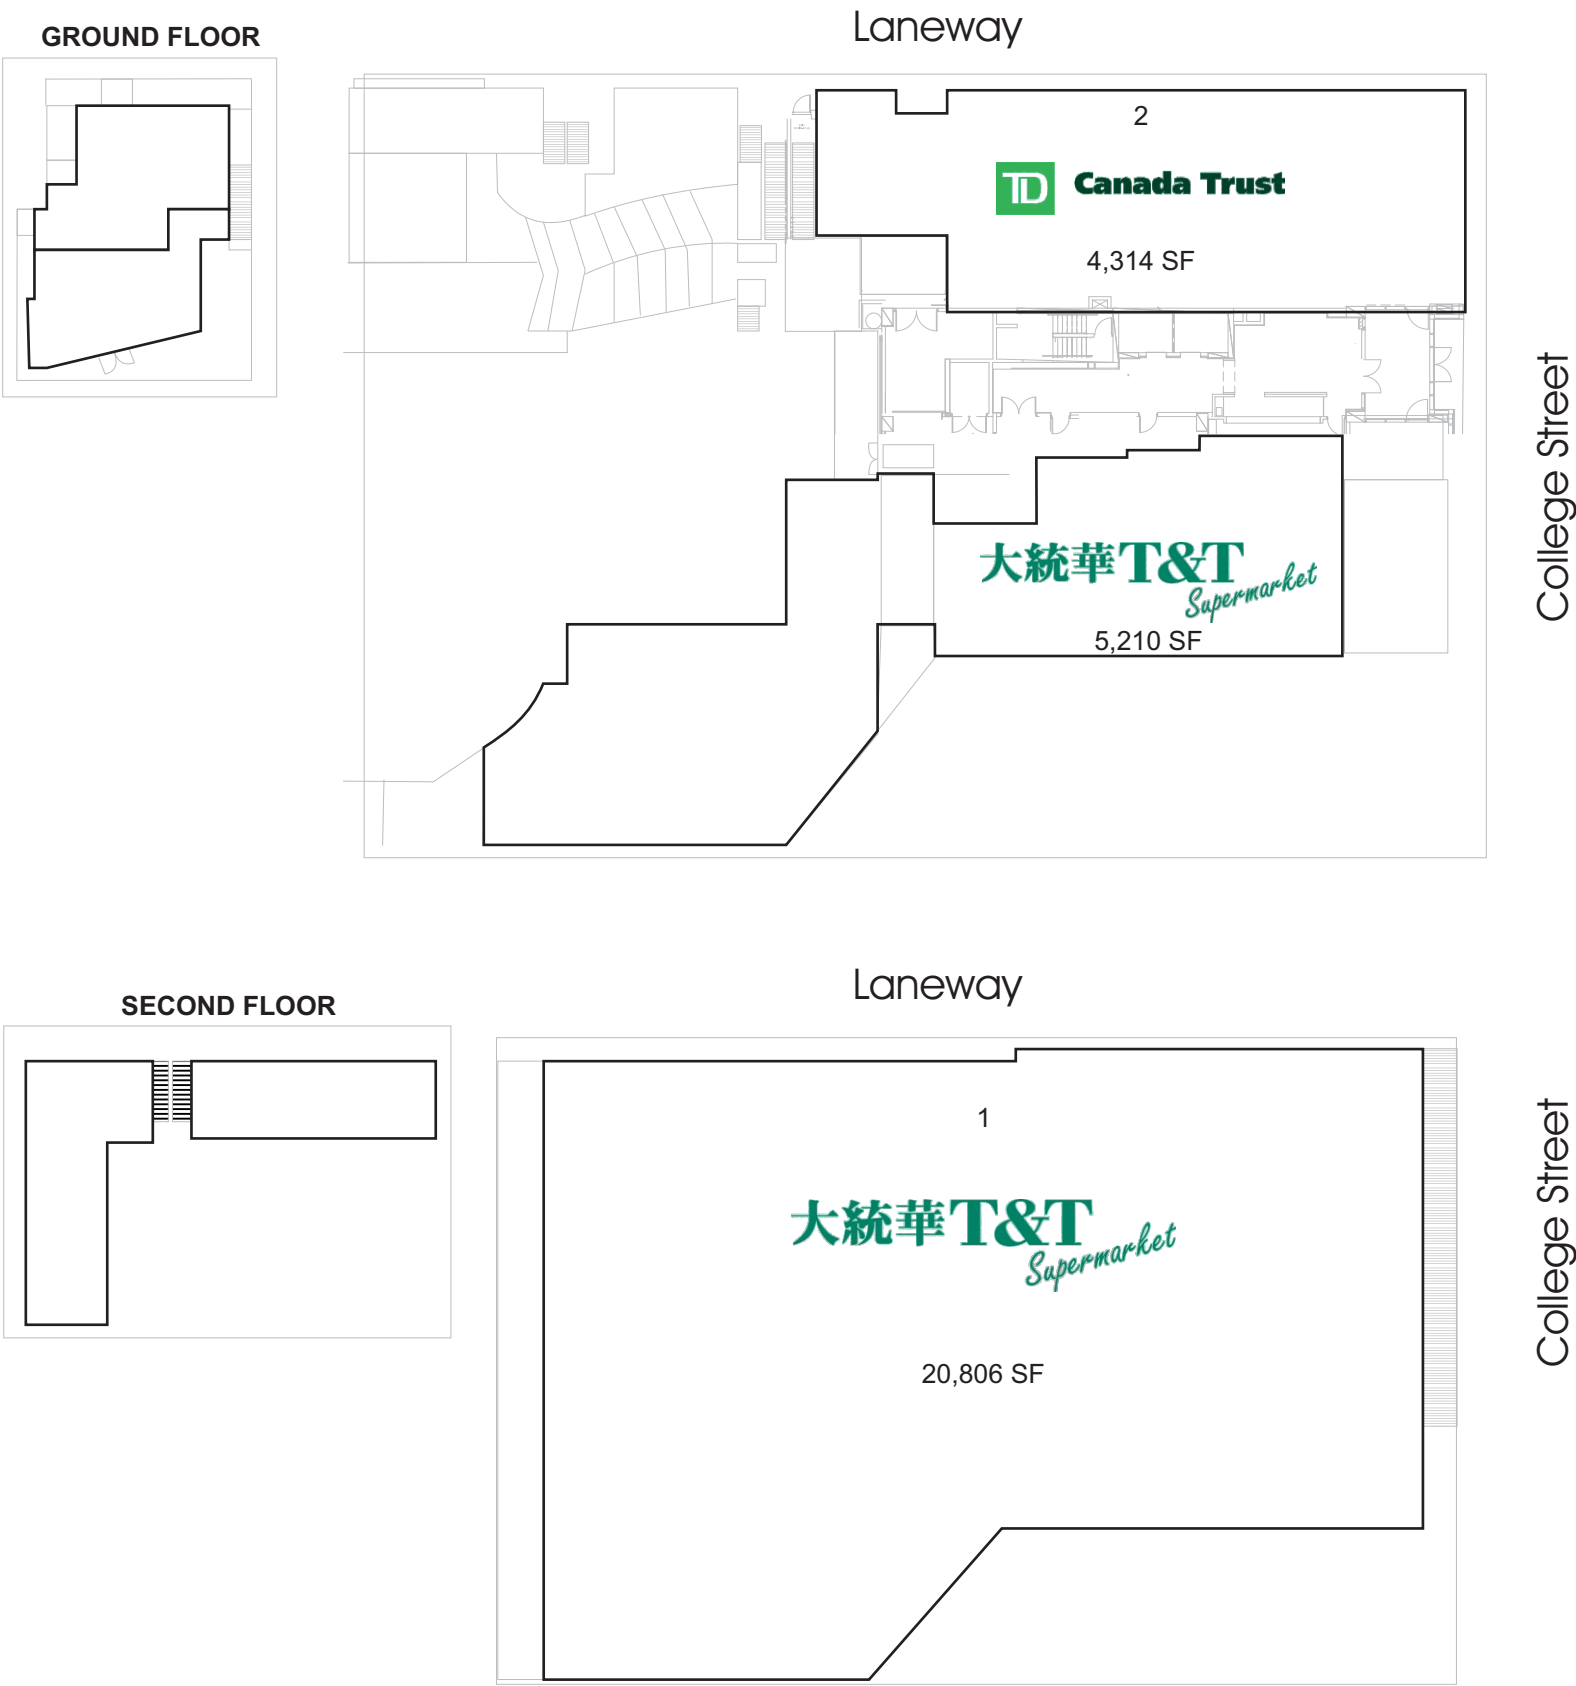 Laneway
GROUND FLOOR
2
TD Canada Trust
4,314 SF
College Street
大統華T&T
Supermarket
5,210 SF
Laneway
SECOND FLOOR
1
大統華T&T
Supermarket
20,806 SF
College Street